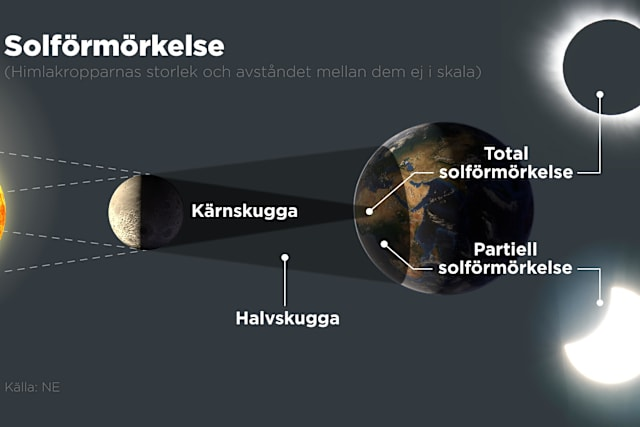 Solförmörkelse
(Himlakropparnas storlek och avståndet mellan dem ej i skala)
Total
solförmörkelse
Kärnskugga
Partiell
solförmörkelse
Halvskugga
Källa: NE